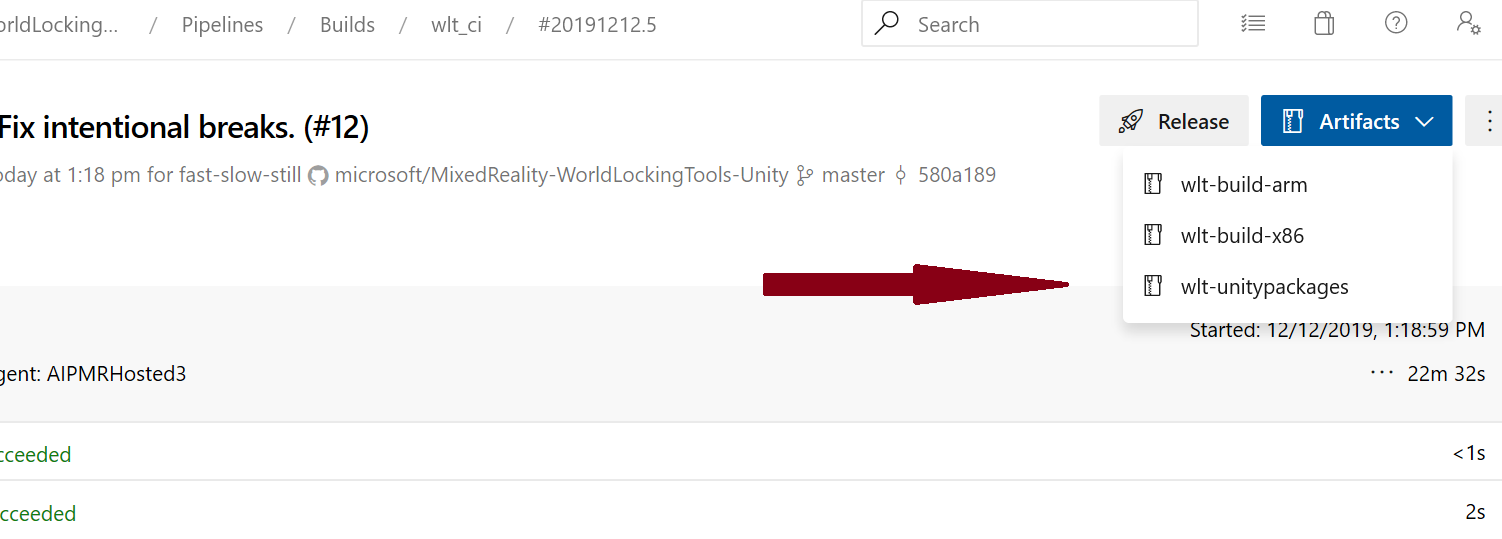 orldLocking... / Pipelines / Builds / wlt_ci / #20191212.5 Search
Fix intentional breaks. (#12) Release Artifacts
oday at 1:18 pm for fast-slow-still microsoft/MixedReality-WorldLockingTools-Unity master 580a189
wlt-build-arm
wlt-build-x86
wlt-unitypackages
Started: 12/12/2019, 1:18:59 PM
gent: AIPMRHosted3 ··· 22m 32s
cceeded <1s
cceeded 2s